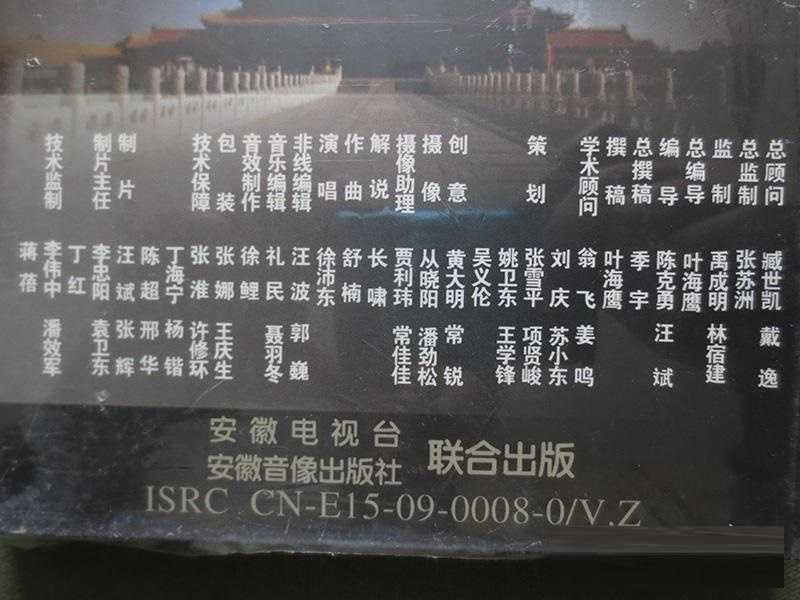 总顾问 臧世凯 戴逸
总监制 张苏洲
监制 禹成明 林宿建
总编导 叶海鹰
编导 陈克勇 汪斌
总撰稿 季宇
撰稿 叶海鹰
学术顾问 翁飞 姜鸣
刘庆 苏小东
策划 张雪平 项贤峻
姚卫东 王学锋
吴义伦
创意 黄大明 常锐
摄像 从晓阳 潘劲松
摄像助理 贾利玮 常佳佳
解说 长啸
作曲 舒楠
演唱 徐沛东
非线编辑 汪波 郭巍
音乐编辑 礼民 聂羽冬
音效制作 徐鲤
包装 张娜 王庆生
技术保障 张淮 许修环
丁海宁 杨锴
陈超 邢华
制片 汪斌 张辉
制片主任 李忠阳 袁卫东
丁红
技术监制 李伟中 潘效军
蒋蓓
安徽电视台
安徽音像出版社 联合出版
ISRC CN-E15-09-0008-0/V.Z